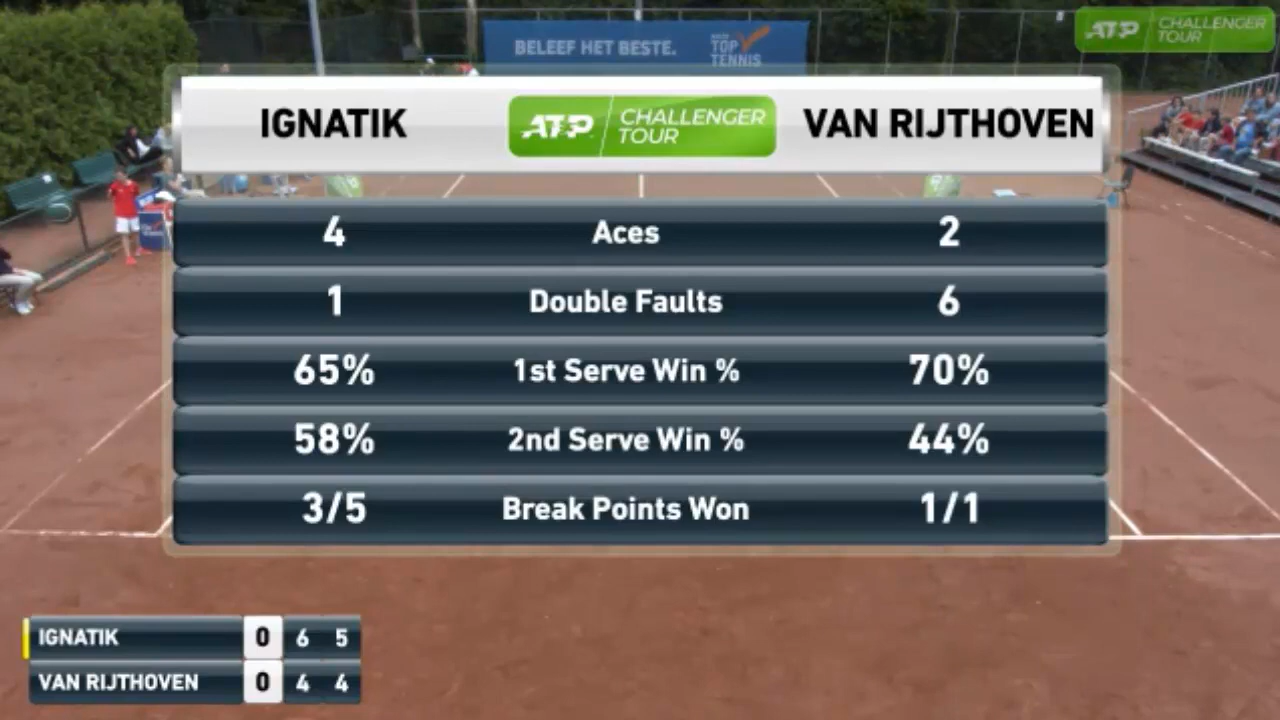 BELEEF HET BESTE.
NAAR TOP TENNIS
ATP CHALLENGER TOUR
IGNATIK ATP CHALLENGER TOUR VAN RIJTHOVEN
4 Aces 2
1 Double Faults 6
65% 1st Serve Win % 70%
58% 2nd Serve Win % 44%
3/5 Break Points Won 1/1
IGNATIK 0 6 5
VAN RIJTHOVEN 0 4 4